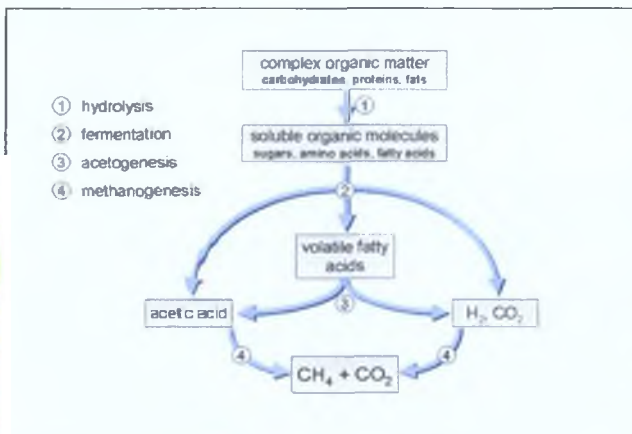 complex organic matter
carbohydrates, proteins, fats
1
1 hydrolysis
2 fermentation
3 acetogenesis
4 methanogenesis
soluble organic molecules
sugars, amino acids, fatty acids
2
volatile fatty
acids
3
acetic acid
H₂, CO₂
4
4
CH₄ + CO₂